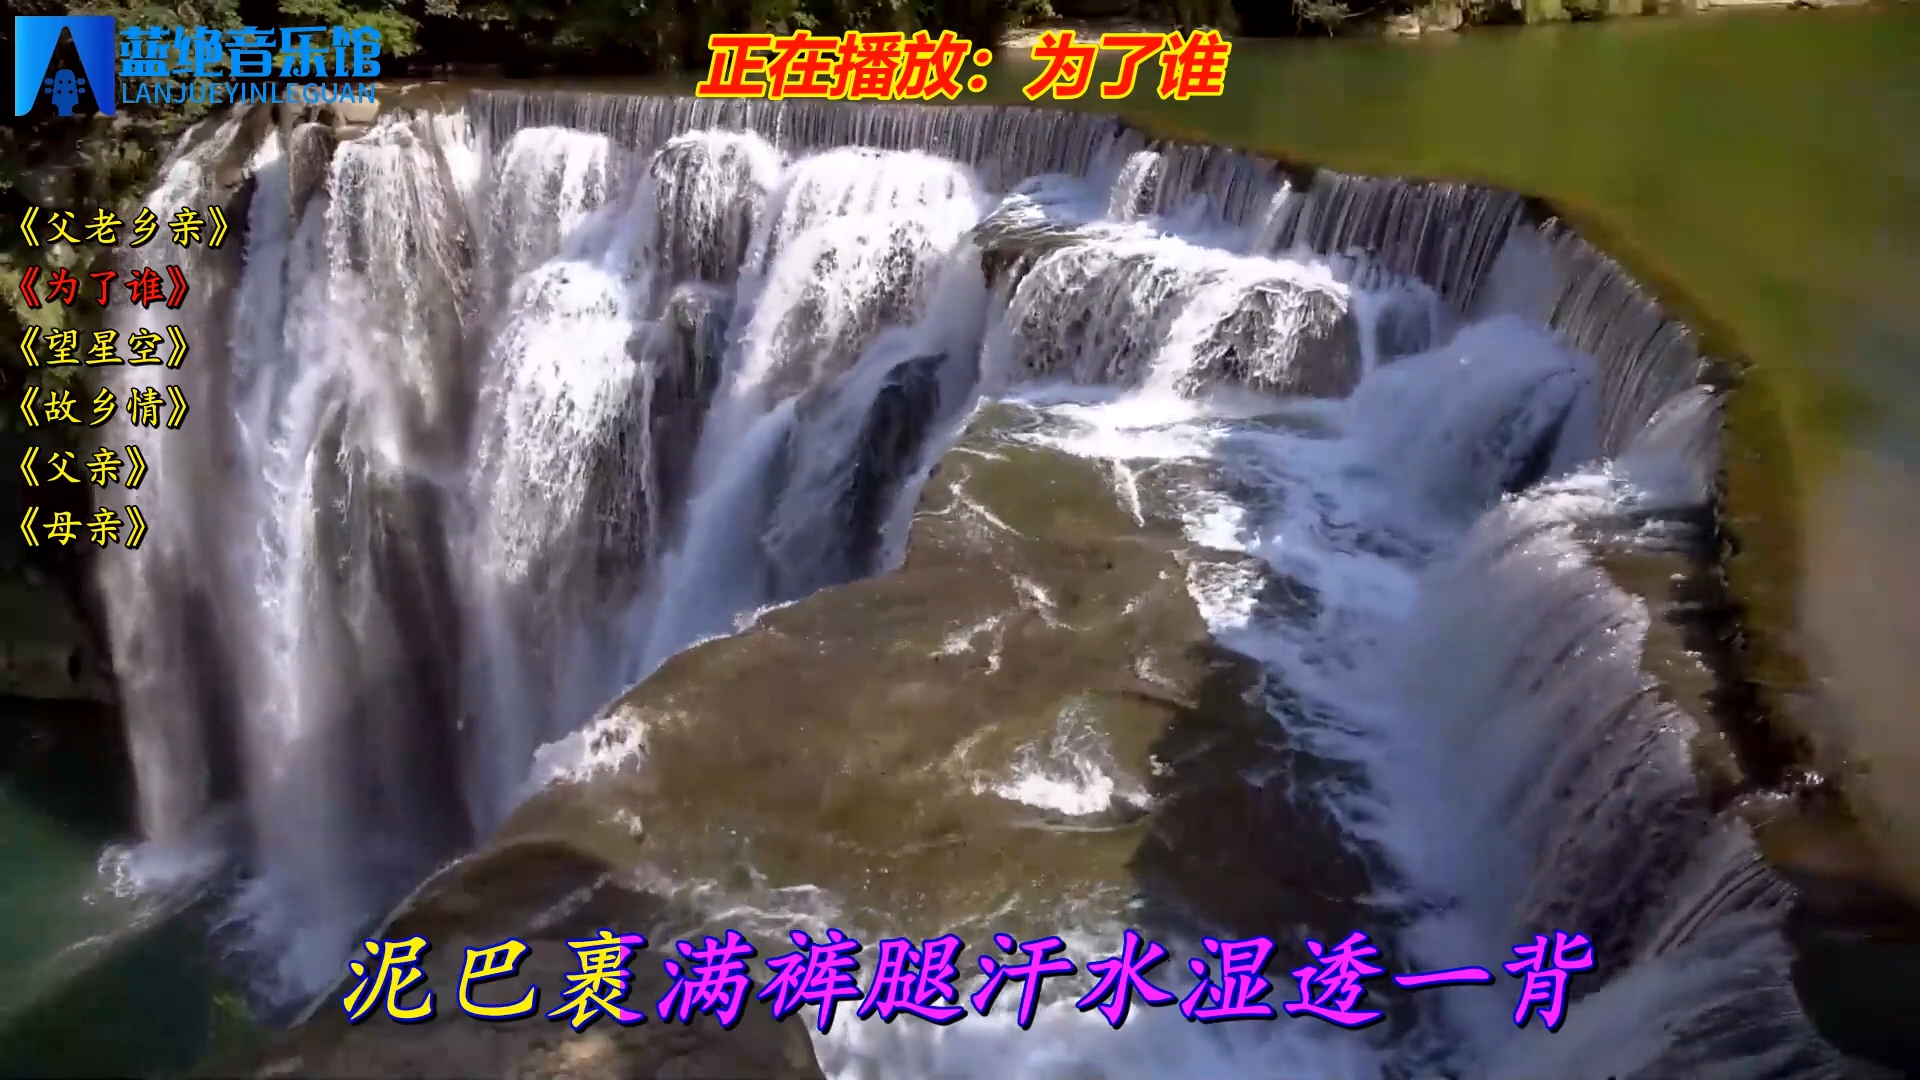 蓝绝音乐馆
LANJUEYINLEGUAN
正在播放：为了谁
《父老乡亲》
《为了谁》
《望星空》
《故乡情》
《父亲》
《母亲》
泥巴裹满裤腿汗水湿透一背